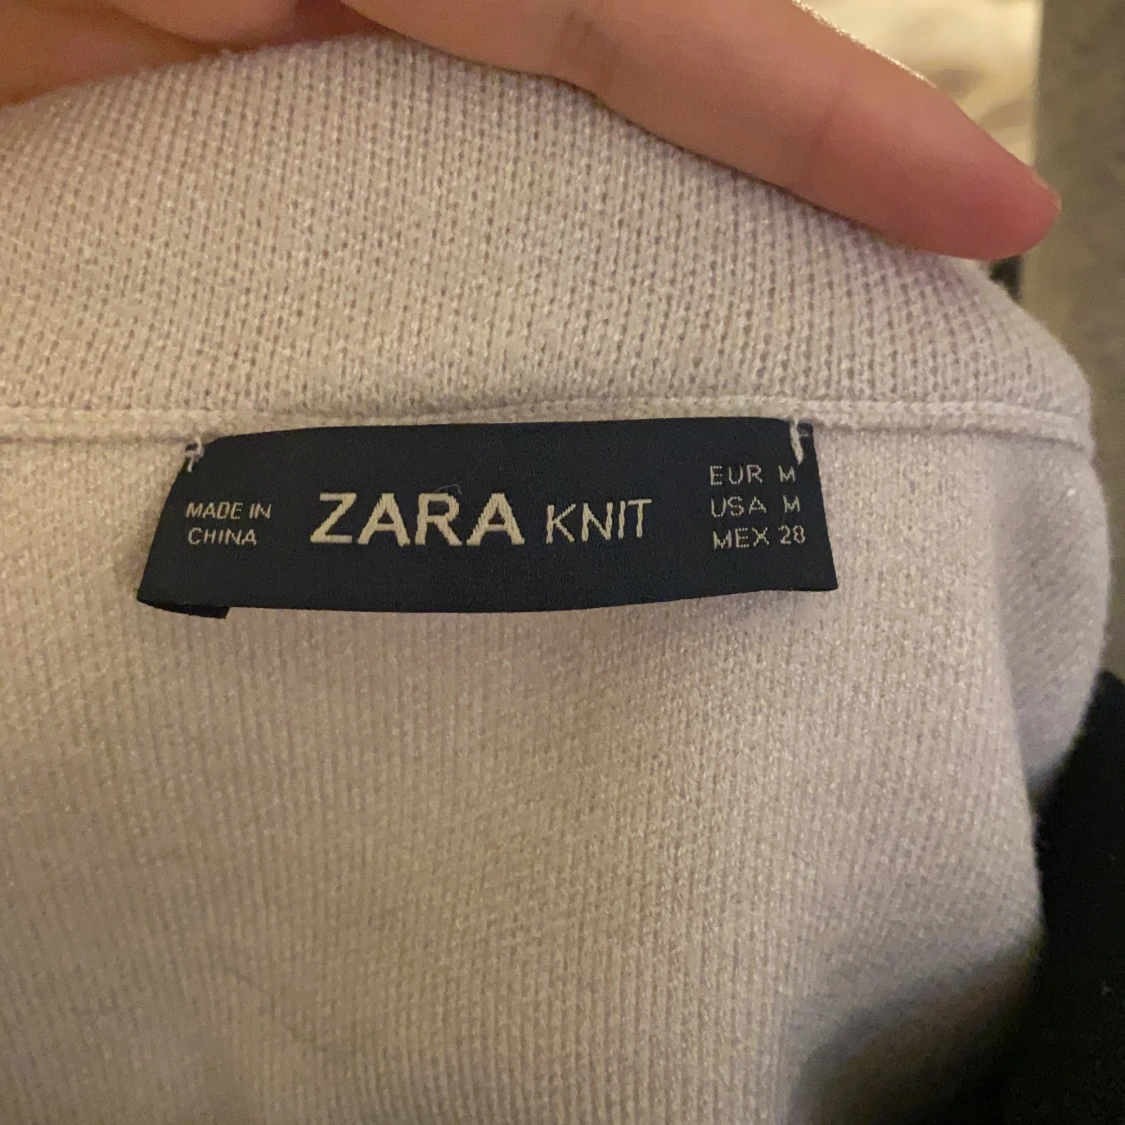 MADE IN
CHINA
ZARA KNIT
EUR M
USA M
MEX 28